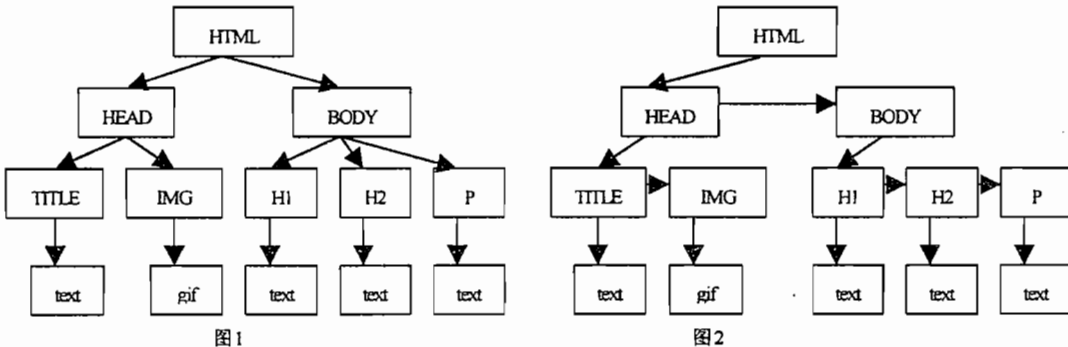 HTML
HTML
HEAD
BODY
HEAD
BODY
TITLE
IMG
H1
H2
P
TITLE
IMG
H1
H2
P
text
gif
text
text
text
text
gif
text
text
text
图1
图2